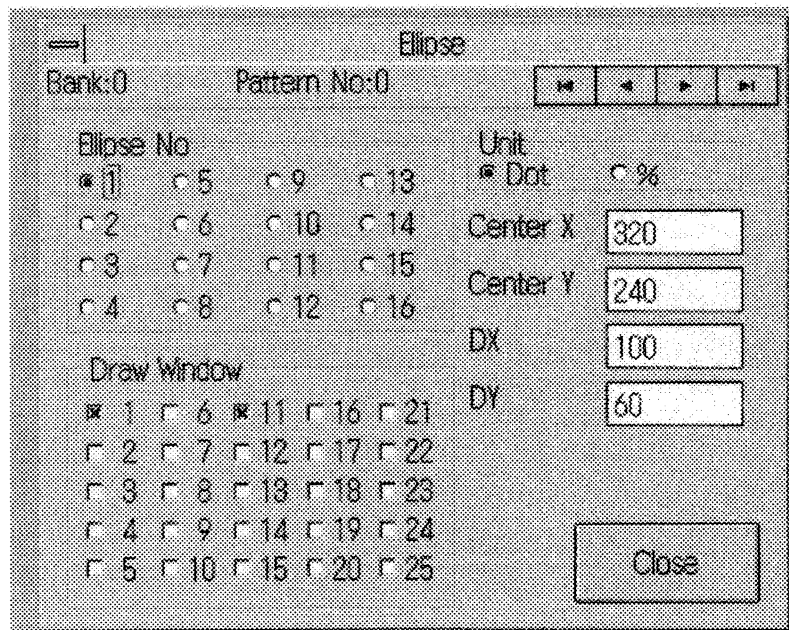 Ellipse
Bank:0 Pattern No:0
Ellipse No
1 5 9 13
2 6 10 14
3 7 11 15
4 8 12 16
Unit
Dot %
Center X 320
Center Y 240
DX 100
DY 60
Draw Window
1 6 11 16 21
2 7 12 17 22
3 8 13 18 23
4 9 14 19 24
5 10 15 20 25
Close